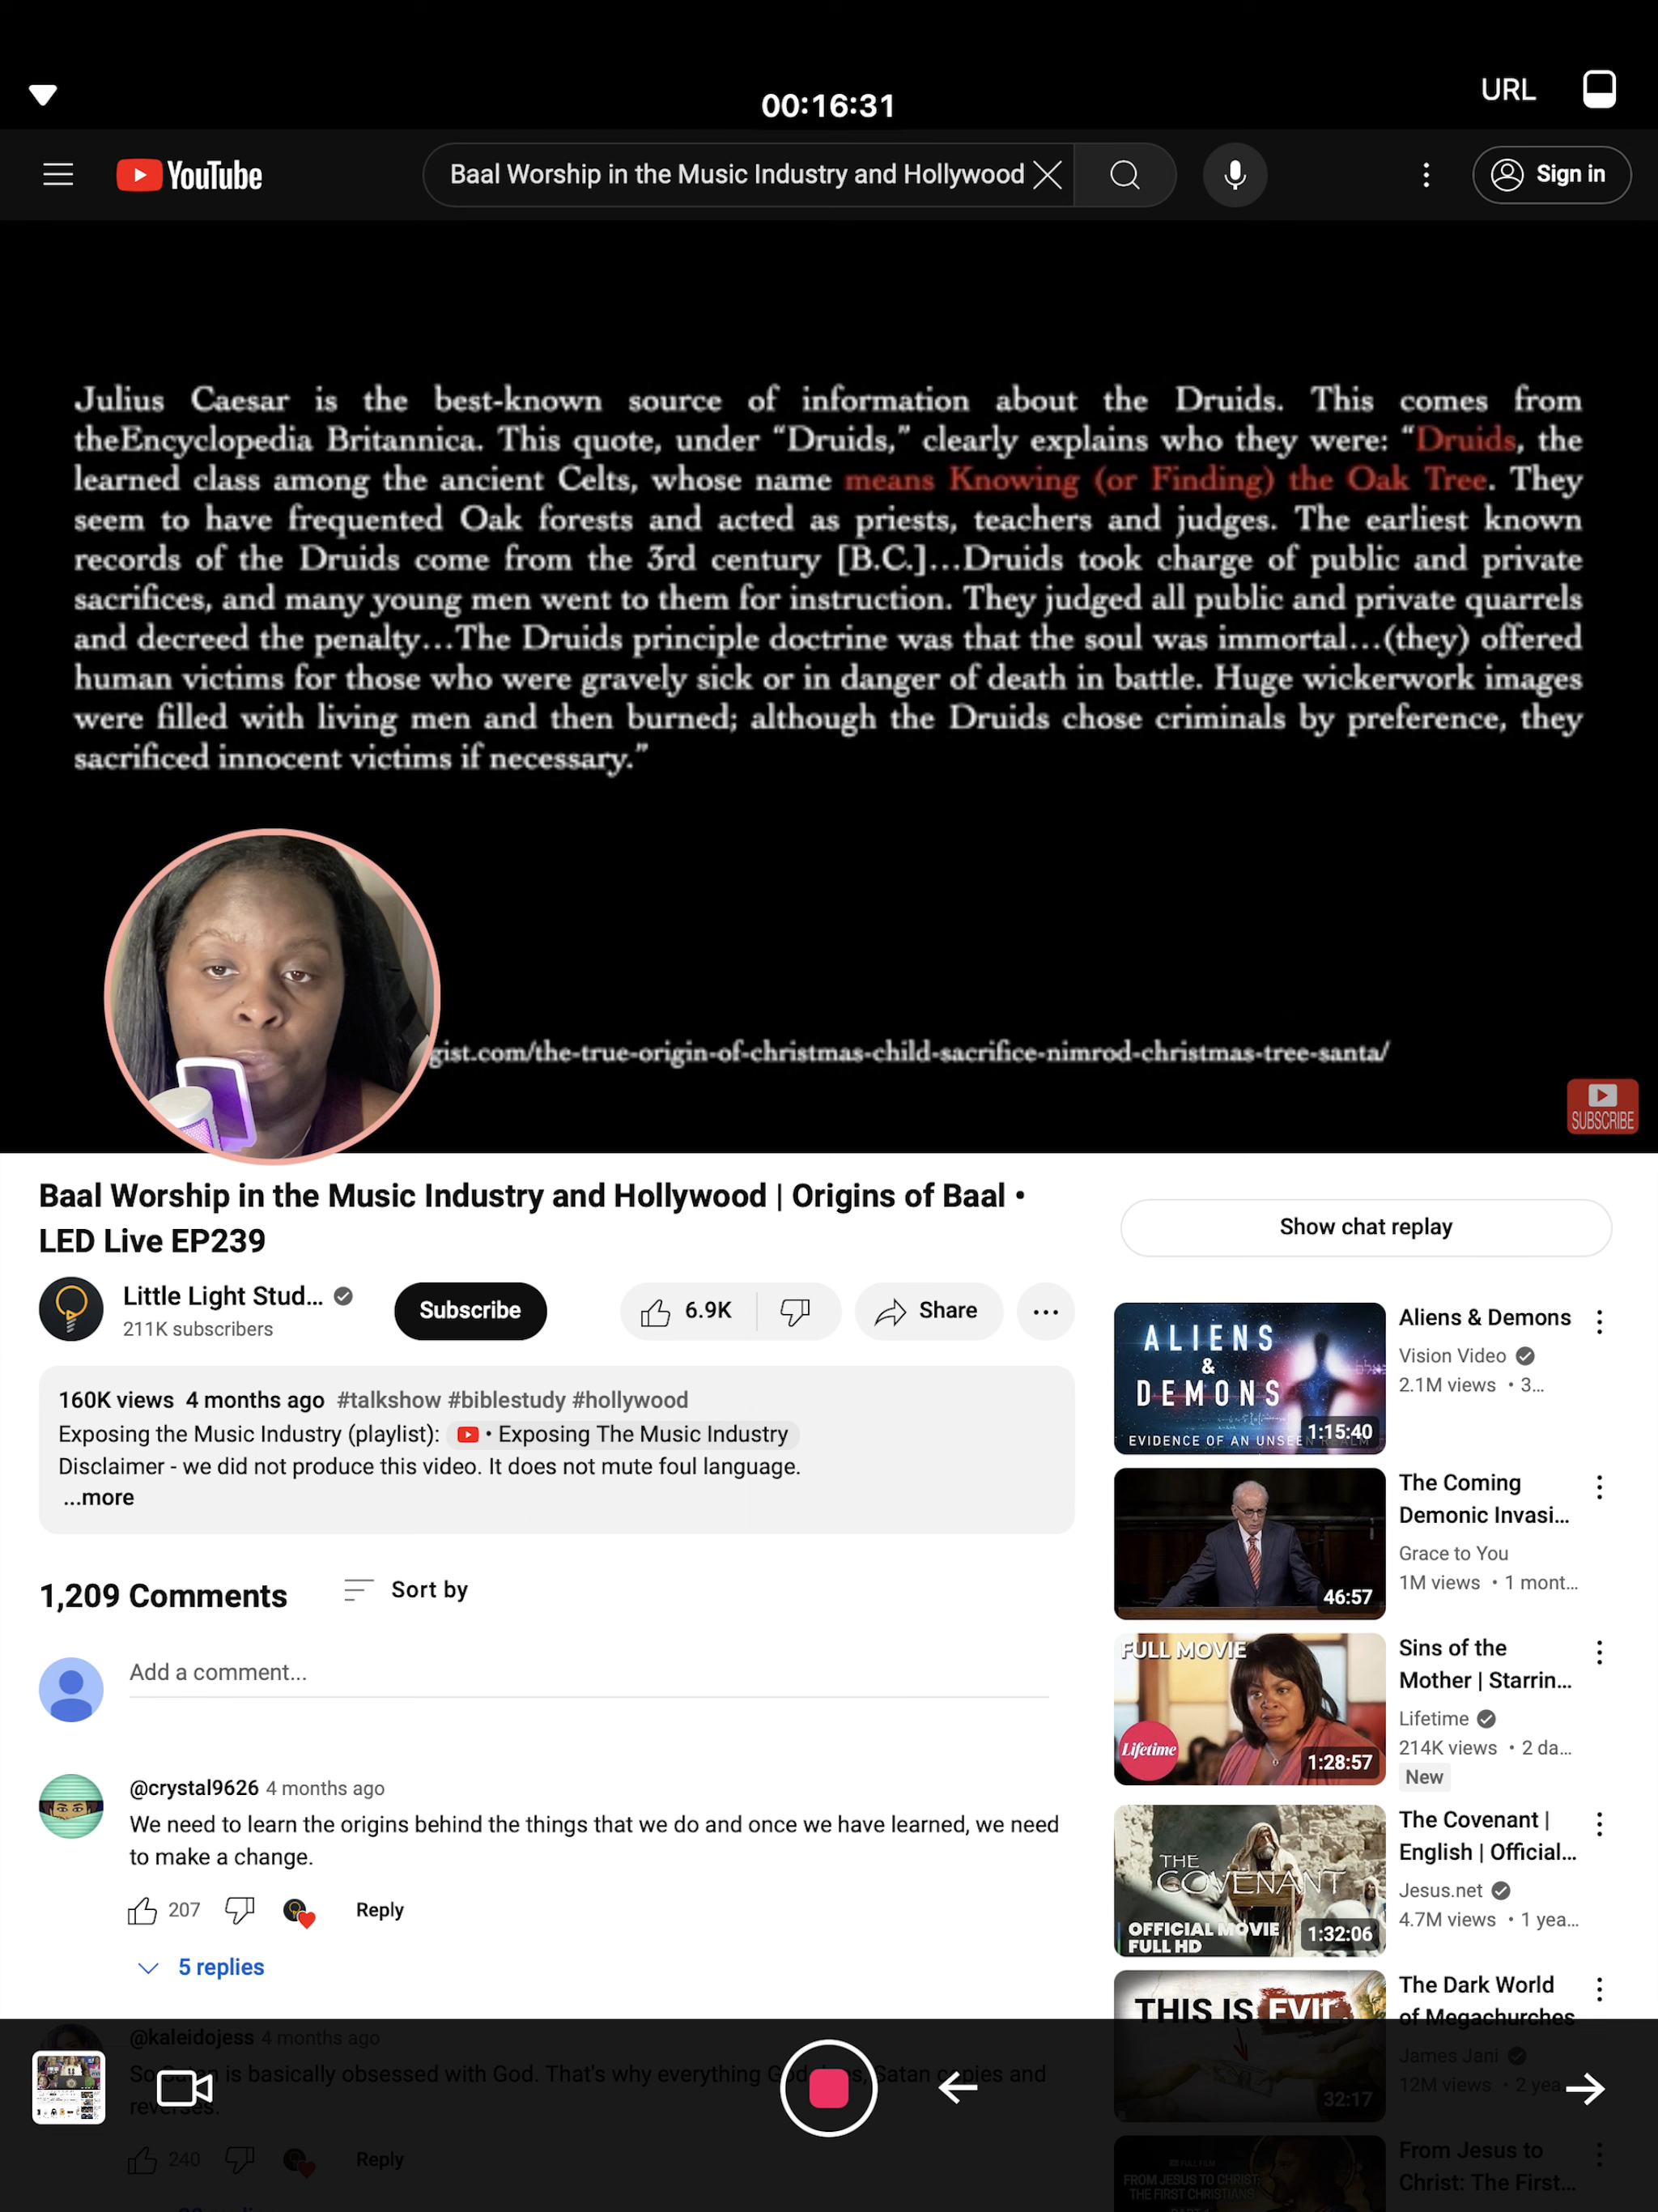 00:16:31
URL
YouTube
Baal Worship in the Music Industry and Hollywood
Sign in
Julius Caesar is the best-known source of information about the Druids. This comes from
theEncyclopedia Britannica. This quote, under “Druids,” clearly explains who they were: “Druids, the
learned class among the ancient Celts, whose name means Knowing (or Finding) the Oak Tree. They
seem to have frequented Oak forests and acted as priests, teachers and judges. The earliest known
records of the Druids come from the 3rd century [B.C.]…Druids took charge of public and private
sacrifices, and many young men went to them for instruction. They judged all public and private quarrels
and decreed the penalty…The Druids principle doctrine was that the soul was immortal…(they) offered
human victims for those who were gravely sick or in danger of death in battle. Huge wickerwork images
were filled with living men and then burned; although the Druids chose criminals by preference, they
sacrificed innocent victims if necessary.”
gist.com/the-true-origin-of-christmas-child-sacrifice-nimrod-christmas-tree-santa/
SUBSCRIBE
Baal Worship in the Music Industry and Hollywood | Origins of Baal •
LED Live EP239
Little Light Stud...
211K subscribers
Subscribe
6.9K
Share
160K views 4 months ago #talkshow #biblestudy #hollywood
Exposing the Music Industry (playlist): • Exposing The Music Industry
Disclaimer - we did not produce this video. It does not mute foul language.
...more
1,209 Comments
Sort by
Add a comment...
@crystal9626 4 months ago
We need to learn the origins behind the things that we do and once we have learned, we need
to make a change.
207
Reply
5 replies
@kaleidojess 4 months ago
So is basically obsessed with God. That's why everything God Satan copies and
reverses.
240
Reply
Show chat replay
ALIENS
&
DEMONS
EVIDENCE OF AN UNSEEN REALM
1:15:40
Aliens & Demons
Vision Video
2.1M views • 3...
46:57
The Coming
Demonic Invasi...
Grace to You
1M views • 1 mont...
FULL MOVIE
Lifetime
1:28:57
Sins of the
Mother | Starrin...
Lifetime
214K views • 2 da...
New
THE
COVENANT
OFFICIAL MOVIE
FULL HD
1:32:06
The Covenant |
English | Official...
Jesus.net
4.7M views • 1 yea...
THIS IS EVIL.
32:17
The Dark World
of Megachurches
James Jani
12M views • 2 yea
FULL FILM
FROM JESUS TO CHRIST:
THE FIRST CHRISTIANS
From Jesus to
Christ: The First...